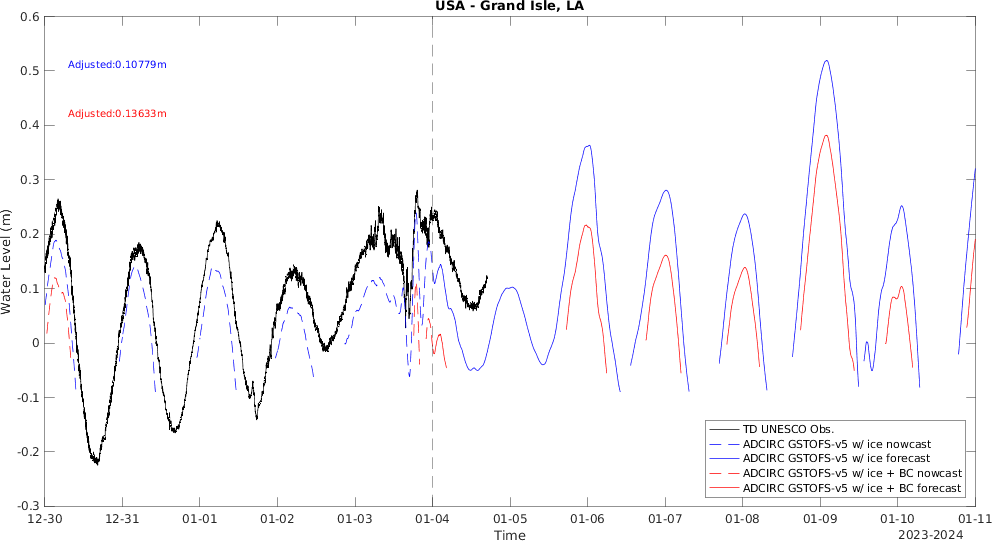 USA - Grand Isle, LA
0.6
0.5
0.4
0.3
0.2
0.1
0
-0.1
-0.2
-0.3
Water Level (m)
Adjusted:0.10779m
Adjusted:0.13633m
TD UNESCO Obs.
ADCIRC GSTOFS-v5 w/ ice nowcast
ADCIRC GSTOFS-v5 w/ ice forecast
ADCIRC GSTOFS-v5 w/ ice + BC nowcast
ADCIRC GSTOFS-v5 w/ ice + BC forecast
12-30 12-31 01-01 01-02 01-03 01-04 01-05 01-06 01-07 01-08 01-09 01-10 01-11
Time
2023-2024